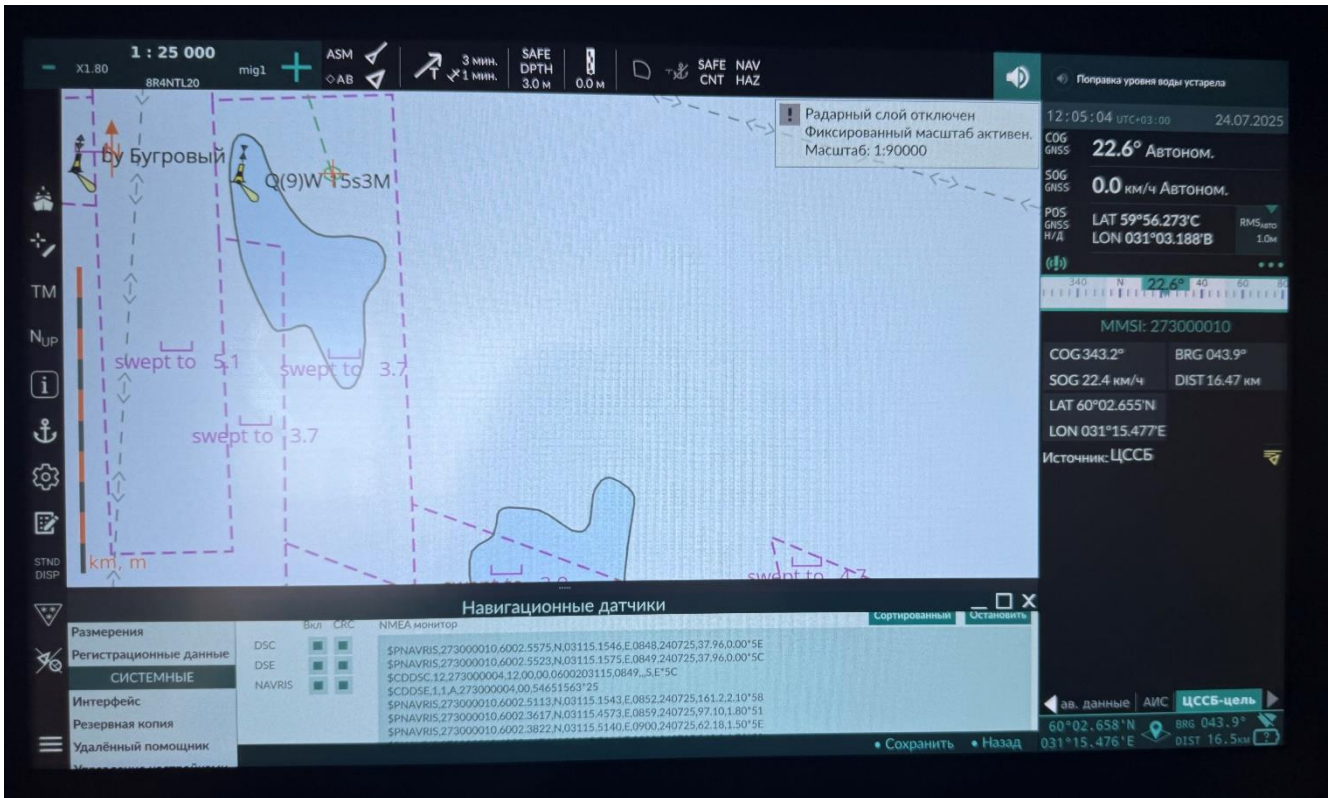 1 : 25 000
X1.80
8R4NTL20
mig1
ASM
AB
T
3 мин.
1 мин.
SAFE
DPTH
3.0 м
0.0 м
SAFE NAV
CNT HAZ
Поправка уровня воды устарела
12:05:04 UTC+03:00 24.07.2025
Радарный слой отключен
Фиксированный масштаб активен.
Масштаб: 1:90000
COG
GNSS
22.6° Автоном.
SOG
GNSS
0.0 км/ч Автоном.
POS
GNSS
Н/Д
LAT 59°56.273'С
LON 031°03.188'В
RMS
1.0м
340 N 22.6° 40 60 80
MMSI: 273000010
COG 343.2° BRG 043.9°
SOG 22.4 км/ч DIST 16.47 км
LAT 60°02.655'N
LON 031°15.477'E
Источник: ЦССБ
by Бугровый
Q(9)W 15s3M
swept to 5.1
swept to 3.7
swept to 3.7
swept to
km, m
TM
N UP
i
STND
DISP
Навигационные датчики
Сортированный Остановить
Размерения
Регистрационные данные
СИСТЕМНЫЕ
Интерфейс
Резервная копия
Удалённый помощник
Вкл CRC NMEA монитор
DSC
DSE
NAVRIS
$PNAVRIS,273000010,6002.5575,N,03115.1546,E,0848,240725,37.96,0.00*5E
$PNAVRIS,273000010,6002.5523,N,03115.1575,E,0849,240725,37.96,0.00*5C
$CDDSC,12,273000004,12,00,00,0600203115,0849,,,S,E*5C
$CDDSE,1,1,A,273000004,00,54651563*25
$PNAVRIS,273000010,6002.5113,N,03115.1543,E,0852,240725,161.2,2.10*58
$PNAVRIS,273000010,6002.3617,N,03115.4573,E,0859,240725,97.10,1.80*51
$PNAVRIS,273000010,6002.3822,N,03115.5140,E,0900,240725,62.18,1.50*5E
• Сохранить • Назад
ав. данные АИС ЦССБ-цель
60°02.658'N
031°15.476'E
BRG 043.9°
DIST 16.5км